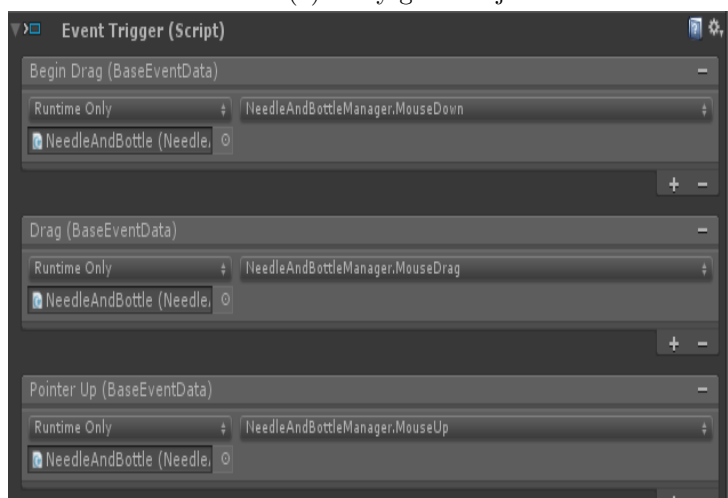 Event Trigger (Script)
Begin Drag (BaseEventData)
Runtime Only
NeedleAndBottleManager.MouseDown
NeedleAndBottle (Needle
Drag (BaseEventData)
Runtime Only
NeedleAndBottleManager.MouseDrag
NeedleAndBottle (Needle
Pointer Up (BaseEventData)
Runtime Only
NeedleAndBottleManager.MouseUp
NeedleAndBottle (Needle